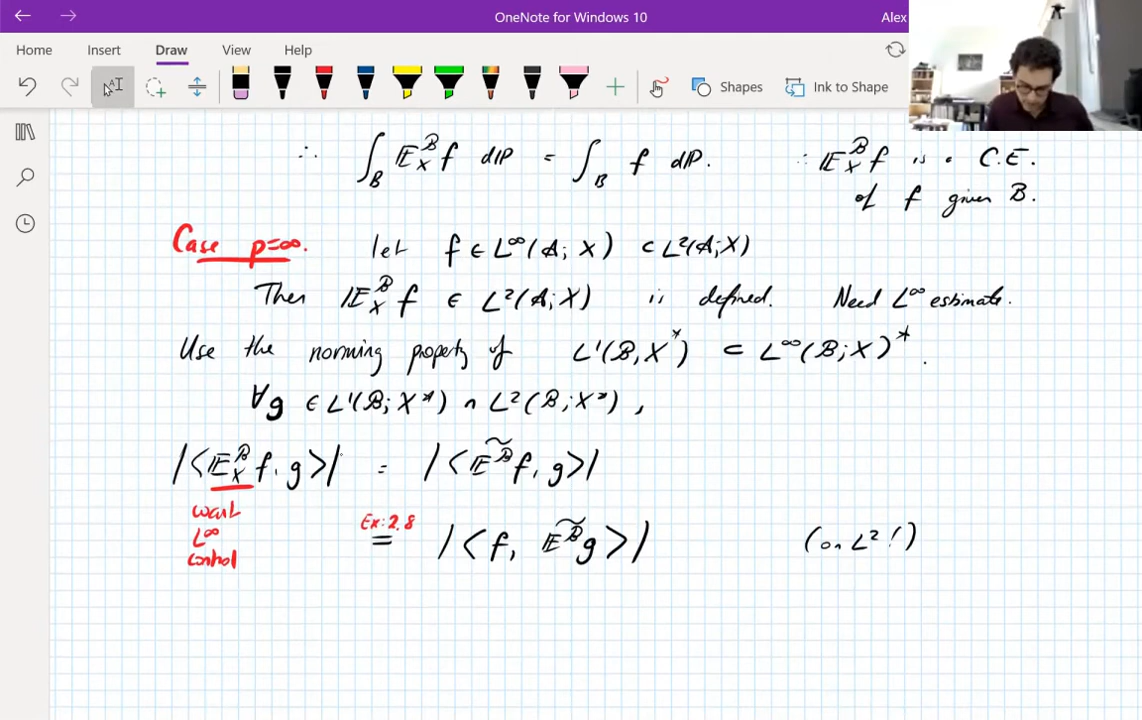 OneNote for Windows 10
Alex
Home Insert Draw View Help
Shapes Ink to Shape
∴ ∫_B 𝔼_X^ℬ f dℙ = ∫_B f dℙ. ∴ 𝔼_X^ℬ f is a C.E.
of f given B.
Case p=∞. let f ∈ L^∞(A; X) ⊂ L²(A; X)
Then 𝔼_X^ℬ f ∈ L²(A; X) is defined. Need L^∞ estimate.
Use the norming property of L¹(B, X*) ⊂ L^∞(B; X)*.
∀g ∈ L¹(B; X*) ∩ L²(B; X*),
|<𝔼_X^ℬ f, g>| = |<𝔼̃^ℬ f, g>|
want
L^∞
control
Ex: 2.8
= |<f, 𝔼̃^ℬ g>| (on L²!)